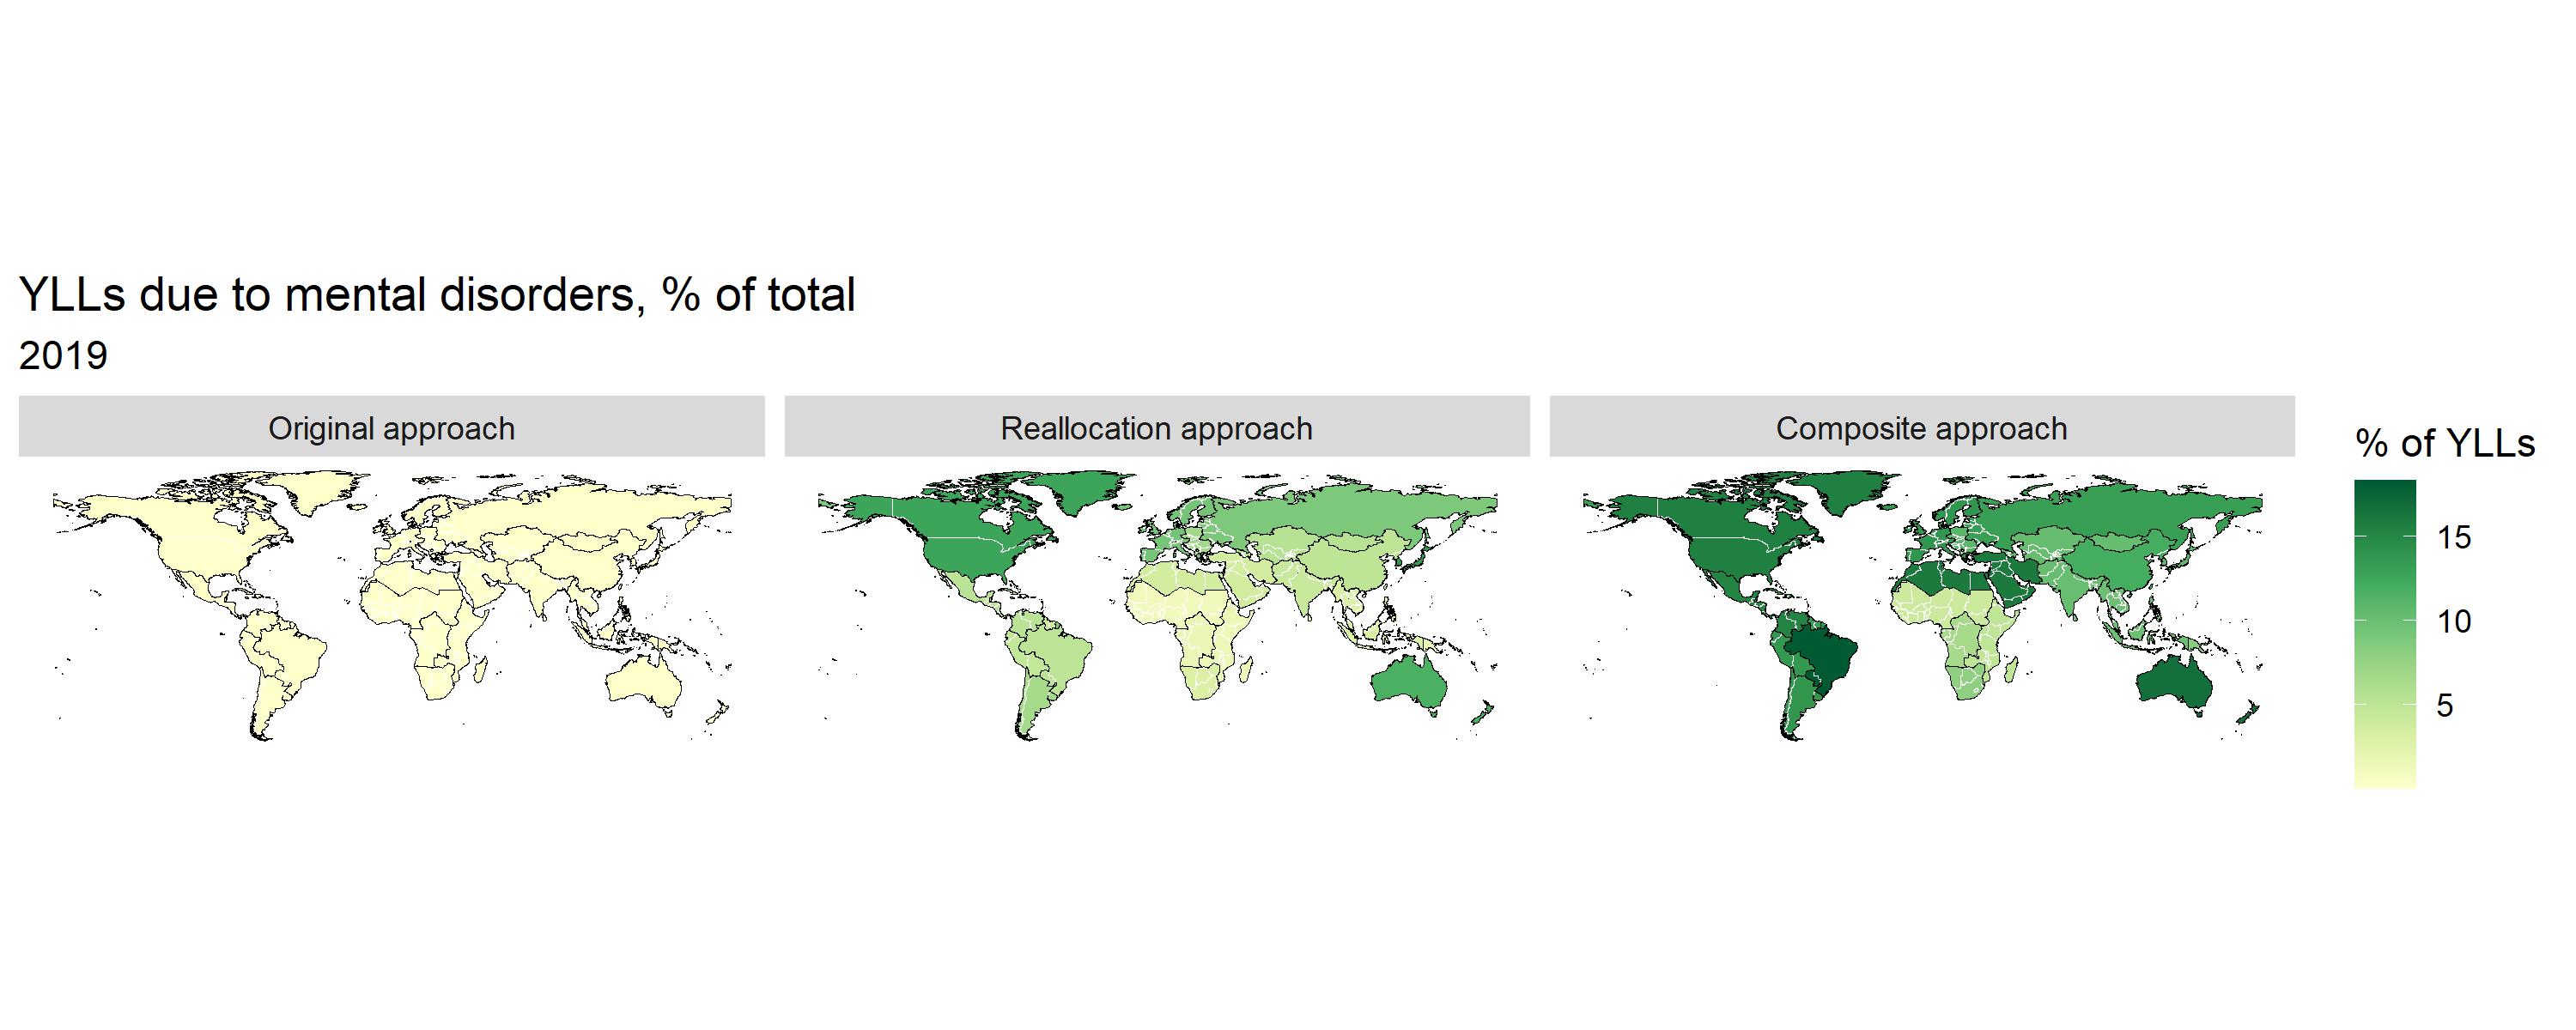 YLLs due to mental disorders, % of total
2019
Original approach
Reallocation approach
Composite approach
% of YLLs
15
10
5